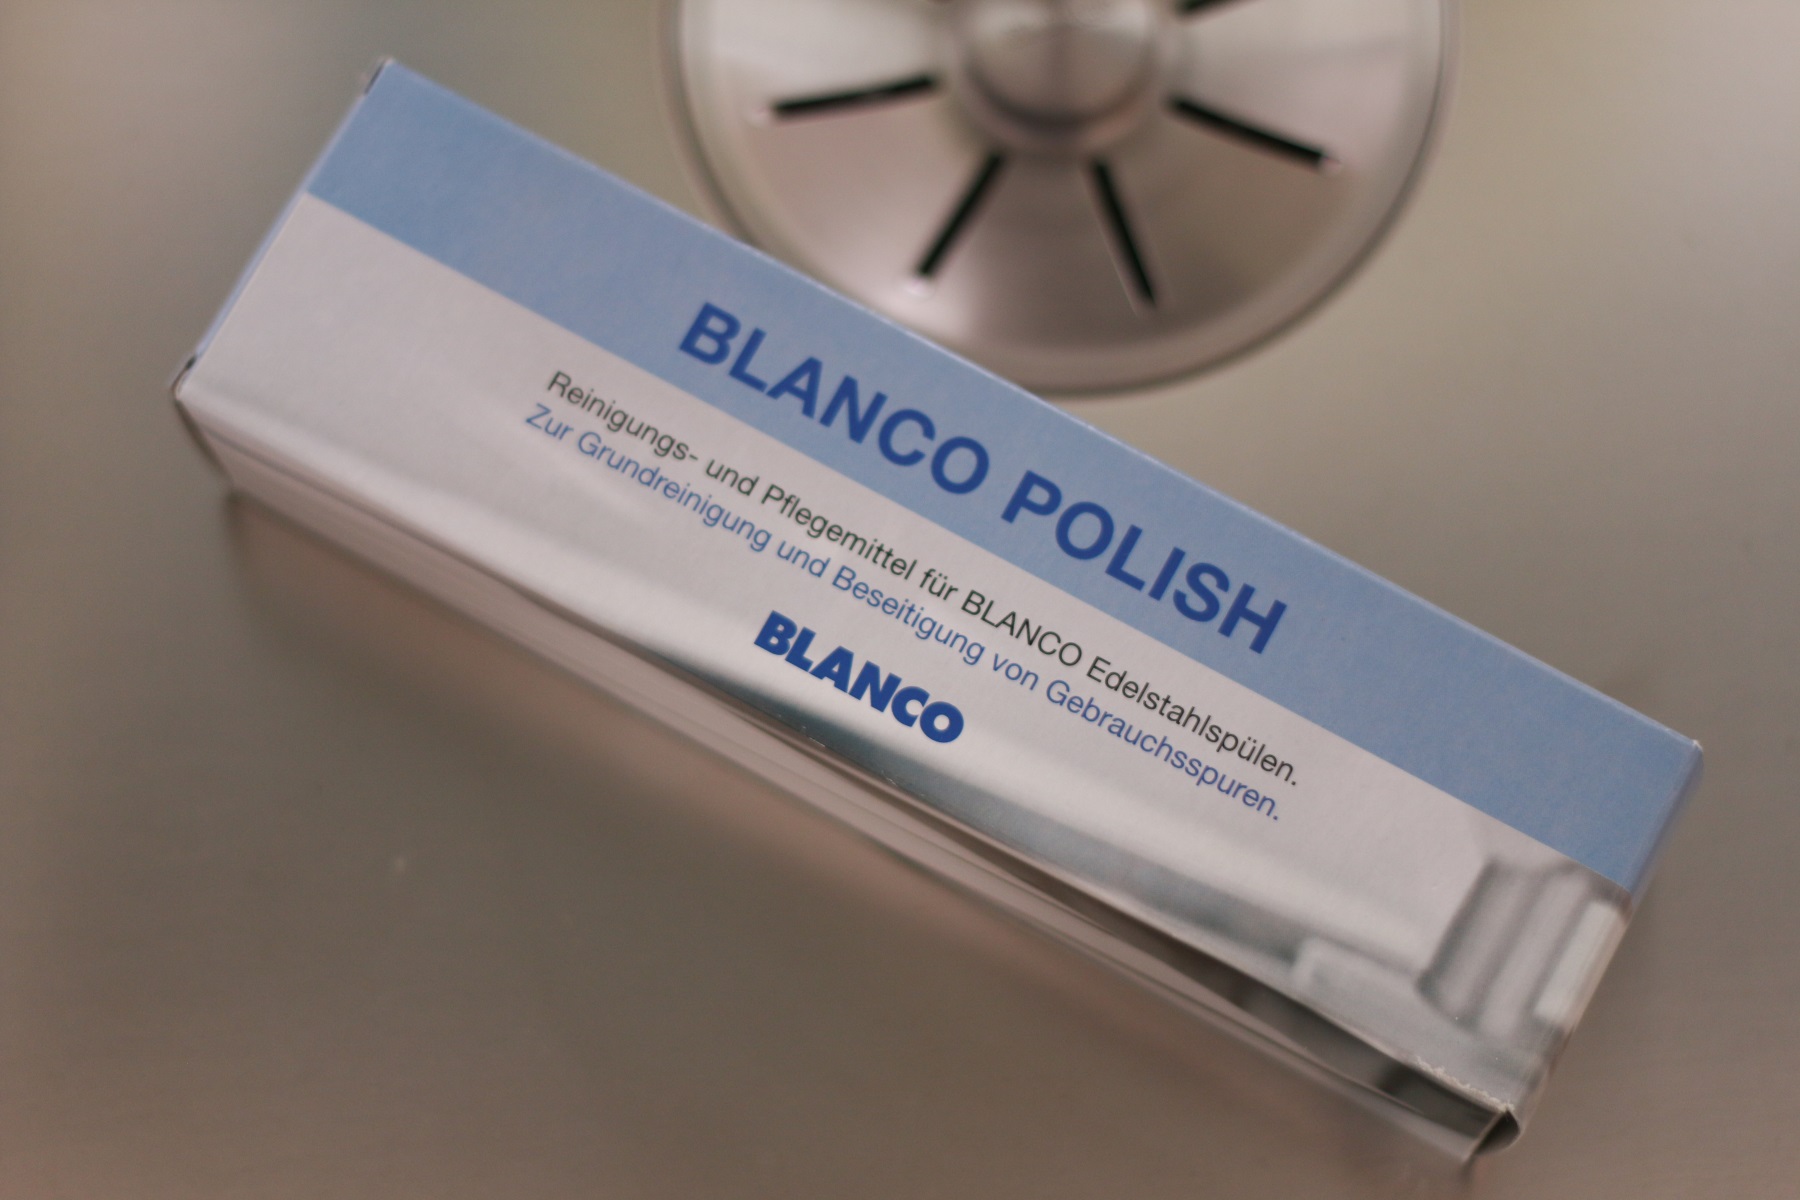 BLANCO POLISH
Reinigungs- und Pflegemittel für BLANCO Edelstahlspülen.
Zur Grundreinigung und Beseitigung von Gebrauchsspuren.
BLANCO